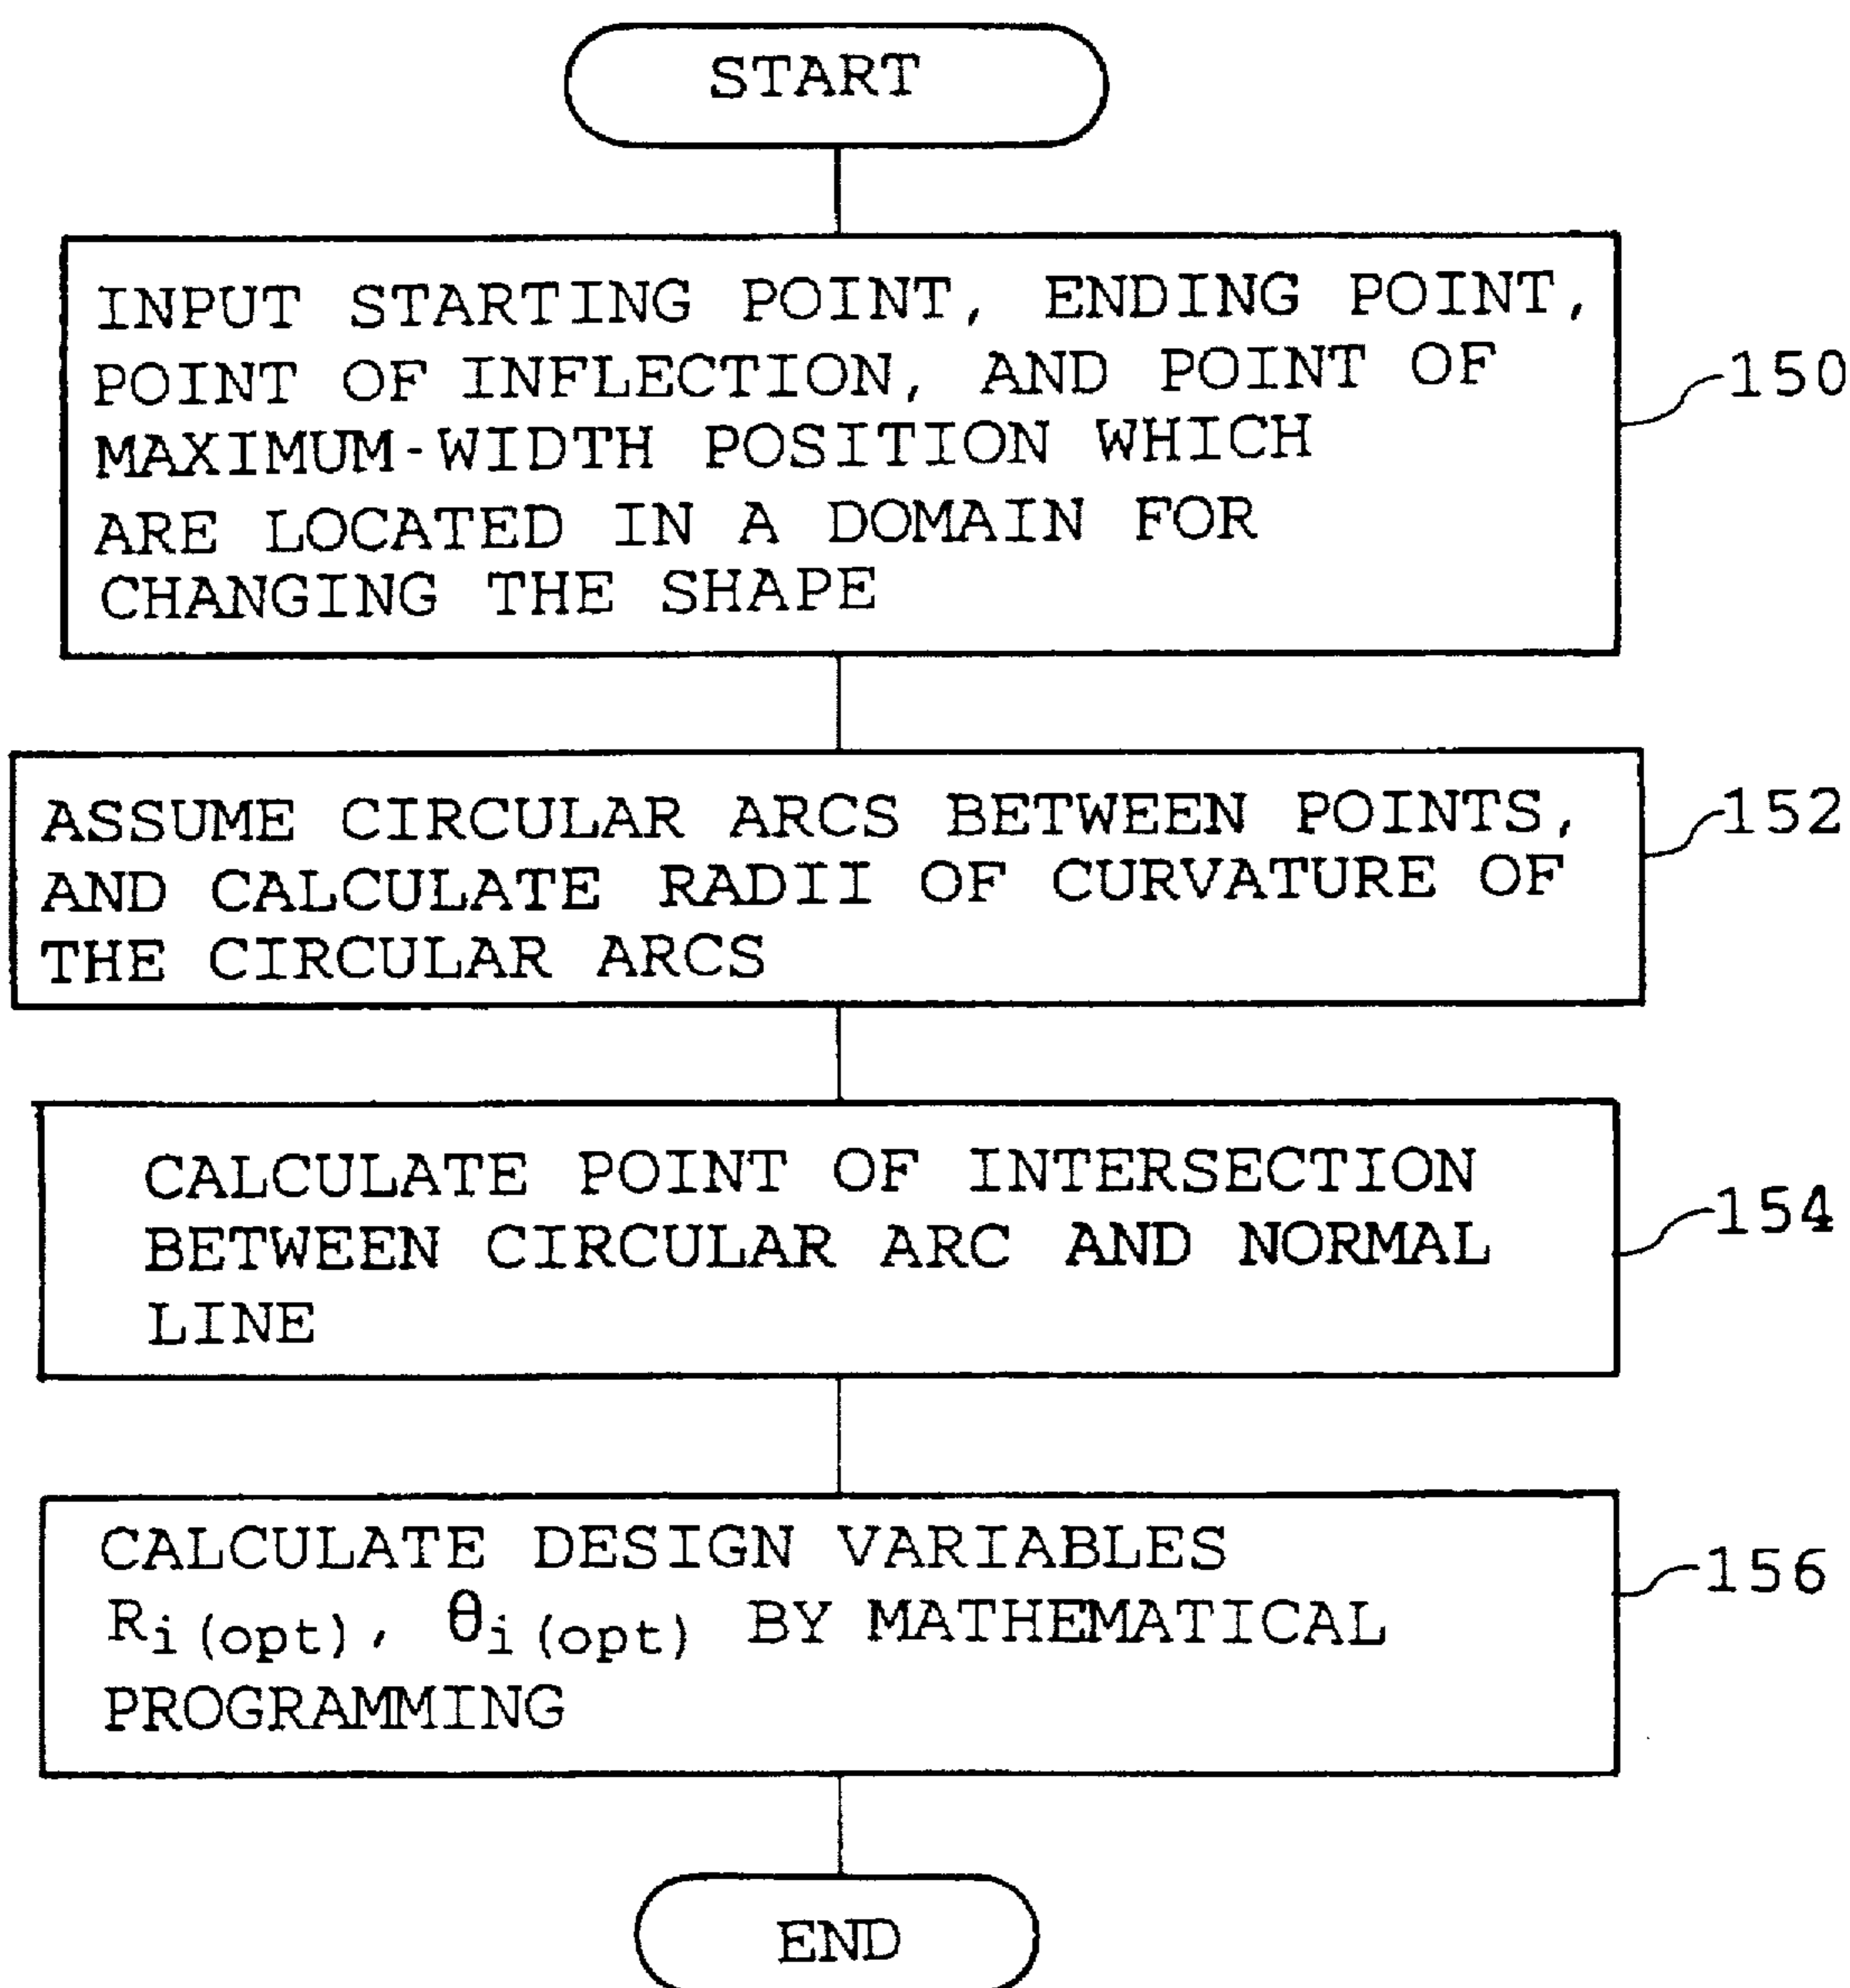 START
INPUT STARTING POINT, ENDING POINT,
POINT OF INFLECTION, AND POINT OF
MAXIMUM-WIDTH POSITION WHICH
ARE LOCATED IN A DOMAIN FOR
CHANGING THE SHAPE
150
ASSUME CIRCULAR ARCS BETWEEN POINTS,
AND CALCULATE RADII OF CURVATURE OF
THE CIRCULAR ARCS
152
CALCULATE POINT OF INTERSECTION
BETWEEN CIRCULAR ARC AND NORMAL
LINE
154
CALCULATE DESIGN VARIABLES
Ri(opt), θi(opt) BY MATHEMATICAL
PROGRAMMING
156
END